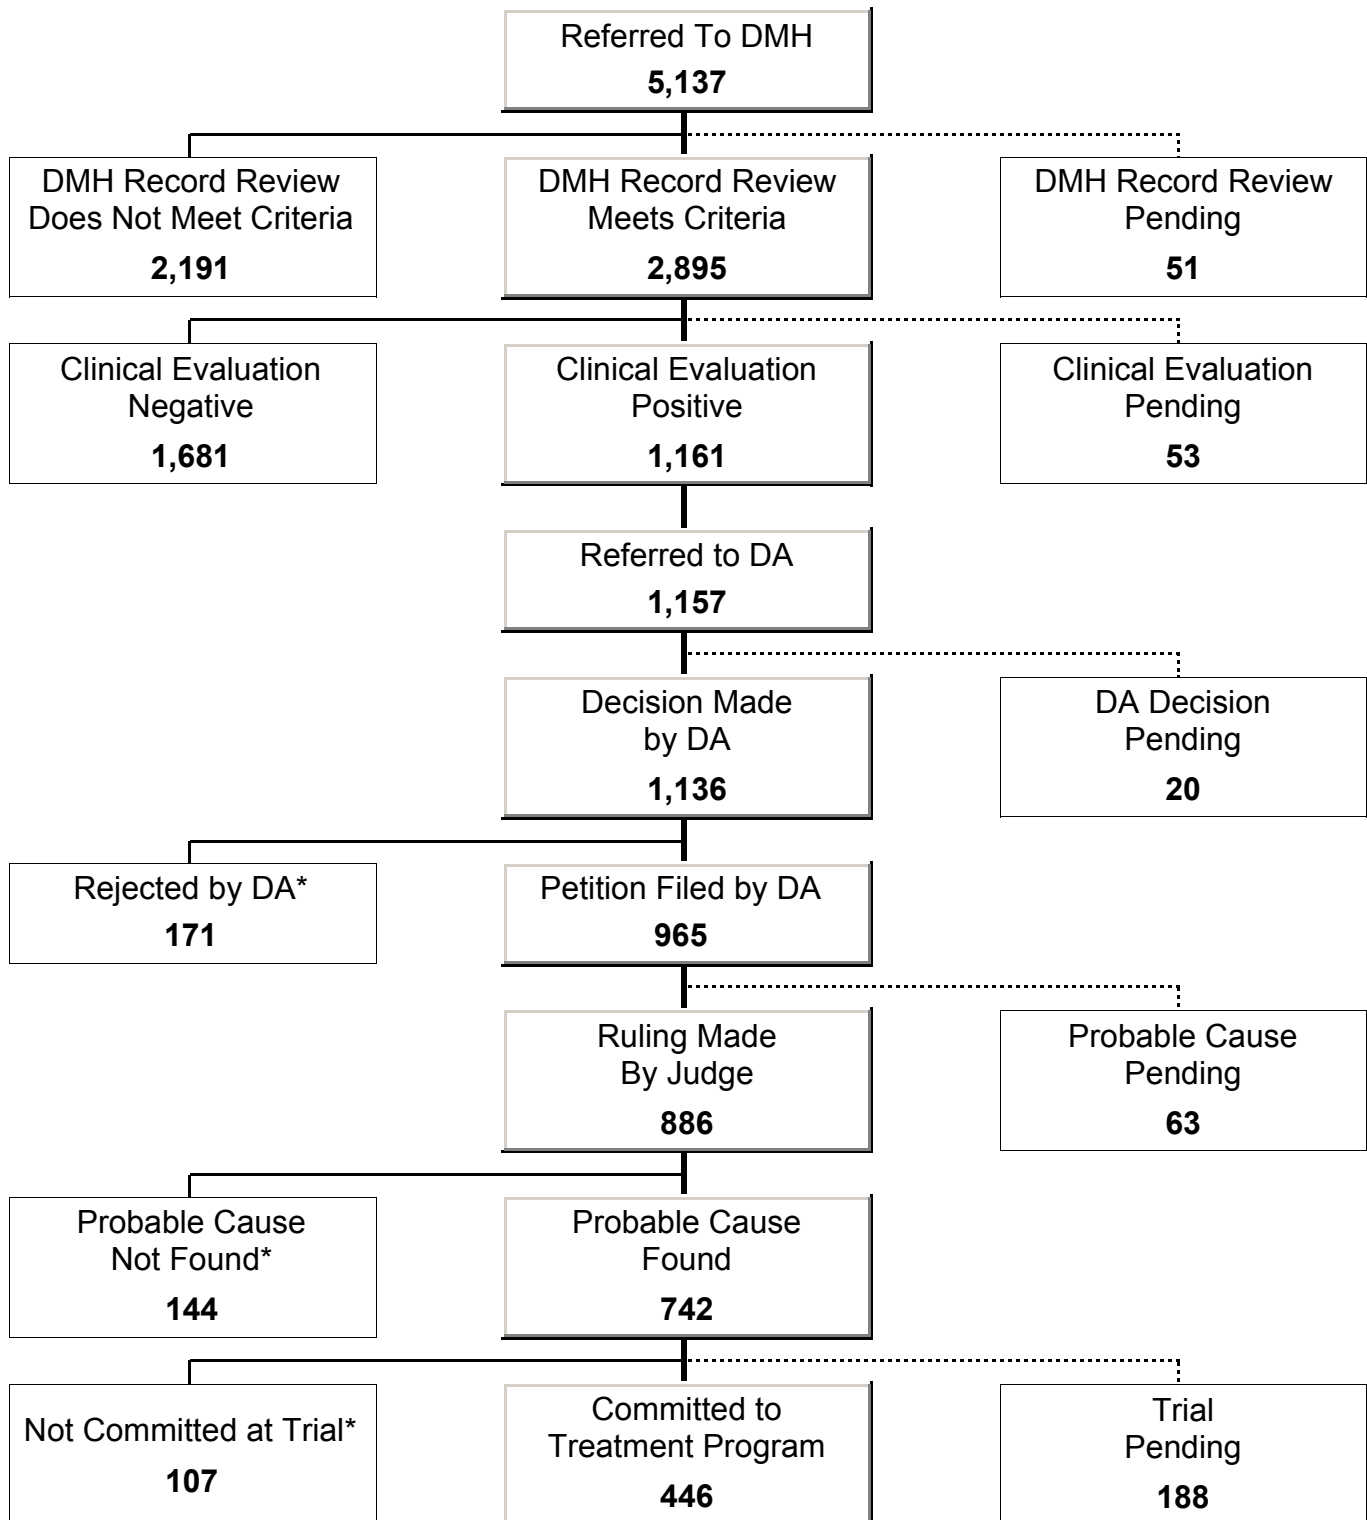 Referred To DMH
5,137
DMH Record Review
Does Not Meet Criteria
2,191
DMH Record Review
Meets Criteria
2,895
DMH Record Review
Pending
51
Clinical Evaluation
Negative
1,681
Clinical Evaluation
Positive
1,161
Clinical Evaluation
Pending
53
Referred to DA
1,157
Decision Made
by DA
1,136
DA Decision
Pending
20
Rejected by DA*
171
Petition Filed by DA
965
Ruling Made
By Judge
886
Probable Cause
Pending
63
Probable Cause
Not Found*
144
Probable Cause
Found
742
Not Committed at Trial*
107
Committed to
Treatment Program
446
Trial
Pending
188